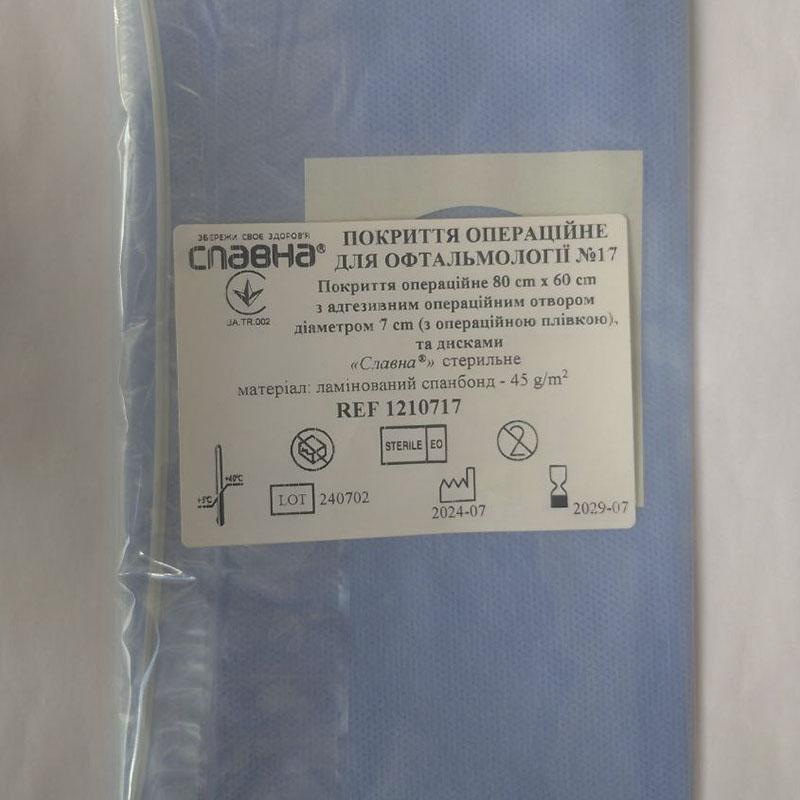 ЗБЕРЕЖИ СВОЄ ЗДОРОВ'Я
СЛАВНА®
UA.TR.002
ПОКРИТТЯ ОПЕРАЦІЙНЕ
ДЛЯ ОФТАЛЬМОЛОГІЇ №17
Покриття операційне 80 cm x 60 cm
з адгезивним операційним отвором
діаметром 7 cm (з операційною плівкою),
та дисками
«Славна®» стерильне
матеріал: ламінований спанбонд - 45 g/m²
REF 1210717
STERILE EO
2
+40°C
+5°C
LOT 240702
2024-07
2029-07